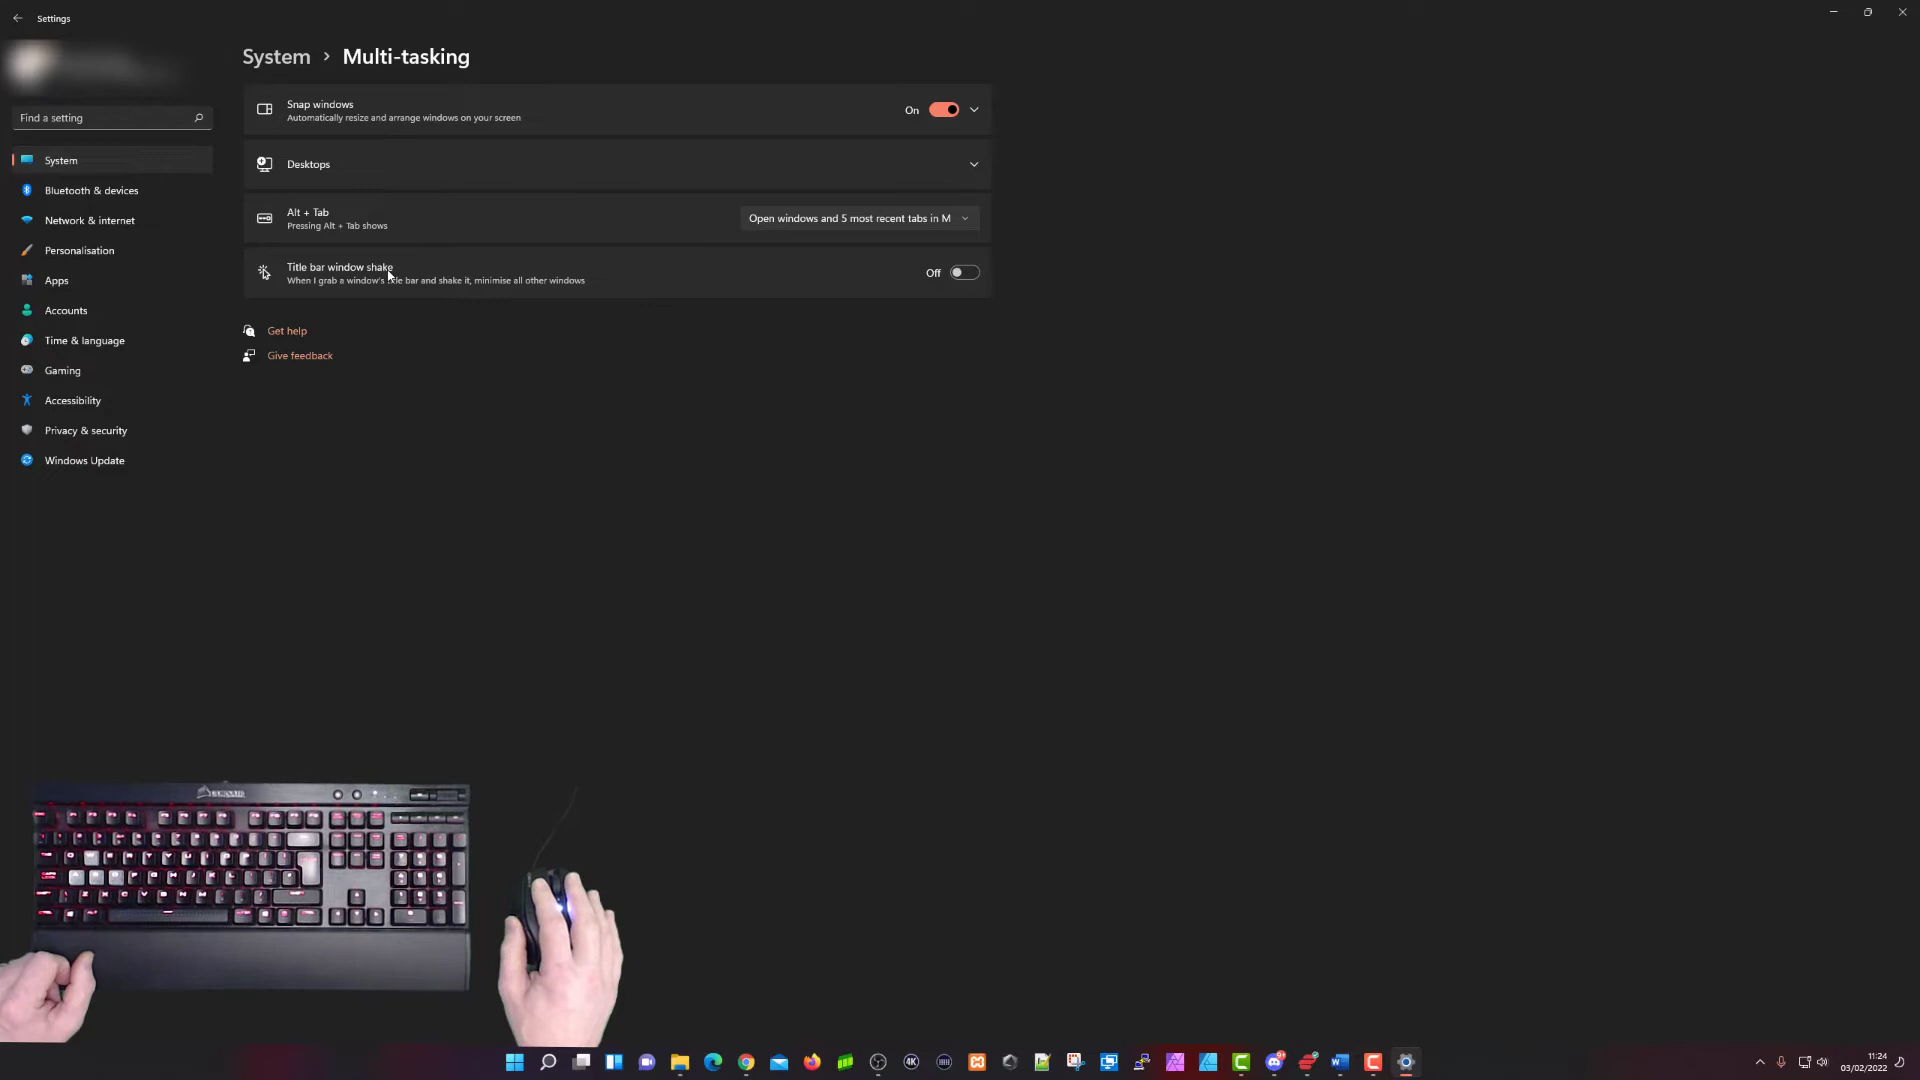 Settings
System > Multi-tasking
Find a setting
System
Bluetooth & devices
Network & internet
Personalisation
Apps
Accounts
Time & language
Gaming
Accessibility
Privacy & security
Windows Update
Snap windows
Automatically resize and arrange windows on your screen
On
Desktops
Alt + Tab
Pressing Alt + Tab shows
Open windows and 5 most recent tabs in M
Title bar window shake
When I grab a window's title bar and shake it, minimise all other windows
Off
Get help
Give feedback
CORSAIR
4K
11:24
03/02/2022